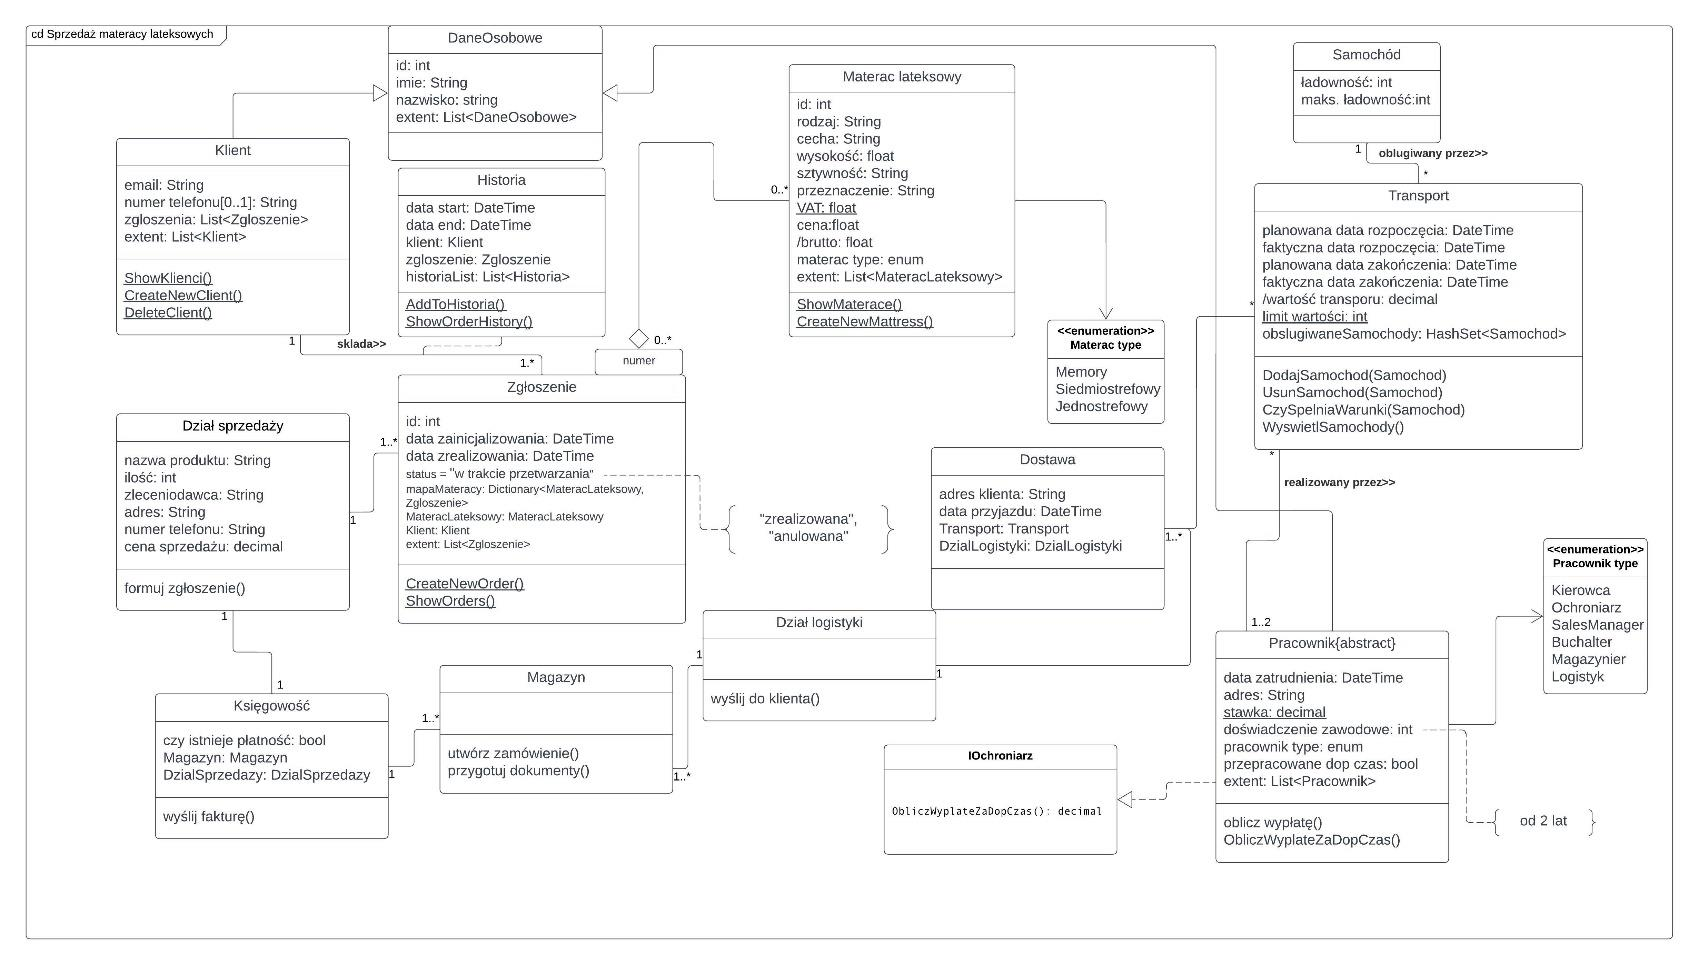 cd Sprzedaż materacy lateksowych
DaneOsobowe
id: int
imie: String
nazwisko: string
extent: List<DaneOsobowe>
Klient
email: String
numer telefonu[0..1]: String
zgloszenia: List<Zgloszenie>
extent: List<Klient>
ShowKlienci()
CreateNewClient()
DeleteClient()
Historia
data start: DateTime
data end: DateTime
klient: Klient
zgloszenie: Zgloszenie
historiaList: List<Historia>
AddToHistoria()
ShowOrderHistory()
1
sklada>>
1.*
Materac lateksowy
id: int
rodzaj: String
cecha: String
wysokość: float
sztywność: String
przeznaczenie: String
VAT: float
cena:float
/brutto: float
materac type: enum
extent: List<MateracLateksowy>
ShowMaterace()
CreateNewMattress()
0..*
0..*
numer
<<enumeration>>
Materac type
Memory
Siedmiostrefowy
Jednostrefowy
Samochód
ładowność: int
maks. ładowność:int
1
oblugiwany przez>>
*
Transport
planowana data rozpoczęcia: DateTime
faktyczna data rozpoczęcia: DateTime
planowana data zakończenia: DateTime
faktyczna data zakończenia: DateTime
/wartość transporu: decimal
limit wartości: int
obslugiwaneSamochody: HashSet<Samochod>
DodajSamochod(Samochod)
UsunSamochod(Samochod)
CzySpelniaWarunki(Samochod)
WyswietlSamochody()
*
*
realizowany przez>>
1..2
Zgłoszenie
id: int
data zainicjalizowania: DateTime
data zrealizowania: DateTime
status = "w trakcie przetwarzania"
mapaMateracy: Dictionary<MateracLateksowy,
Zgloszenie>
MateracLateksowy: MateracLateksowy
Klient: Klient
extent: List<Zgloszenie>
CreateNewOrder()
ShowOrders()
"zrealizowana",
"anulowana"
Dział sprzedaży
nazwa produktu: String
ilość: int
zleceniodawca: String
adres: String
numer telefonu: String
cena sprzedażu: decimal
formuj zgłoszenie()
1..*
1
1
1
Dostawa
adres klienta: String
data przyjazdu: DateTime
Transport: Transport
DzialLogistyki: DzialLogistyki
1..*
Dział logistyki
wyślij do klienta()
1
1
Magazyn
utwórz zamówienie()
przygotuj dokumenty()
1..*
1..*
Księgowość
czy istnieje płatność: bool
Magazyn: Magazyn
DzialSprzedazy: DzialSprzedazy
wyślij fakturę()
1
IOchroniarz
ObliczWyplateZaDopCzas(): decimal
Pracownik{abstract}
data zatrudnienia: DateTime
adres: String
stawka: decimal
doświadczenie zawodowe: int
pracownik type: enum
przepracowane dop czas: bool
extent: List<Pracownik>
oblicz wypłatę()
ObliczWyplateZaDopCzas()
<<enumeration>>
Pracownik type
Kierowca
Ochroniarz
SalesManager
Buchalter
Magazynier
Logistyk
od 2 lat